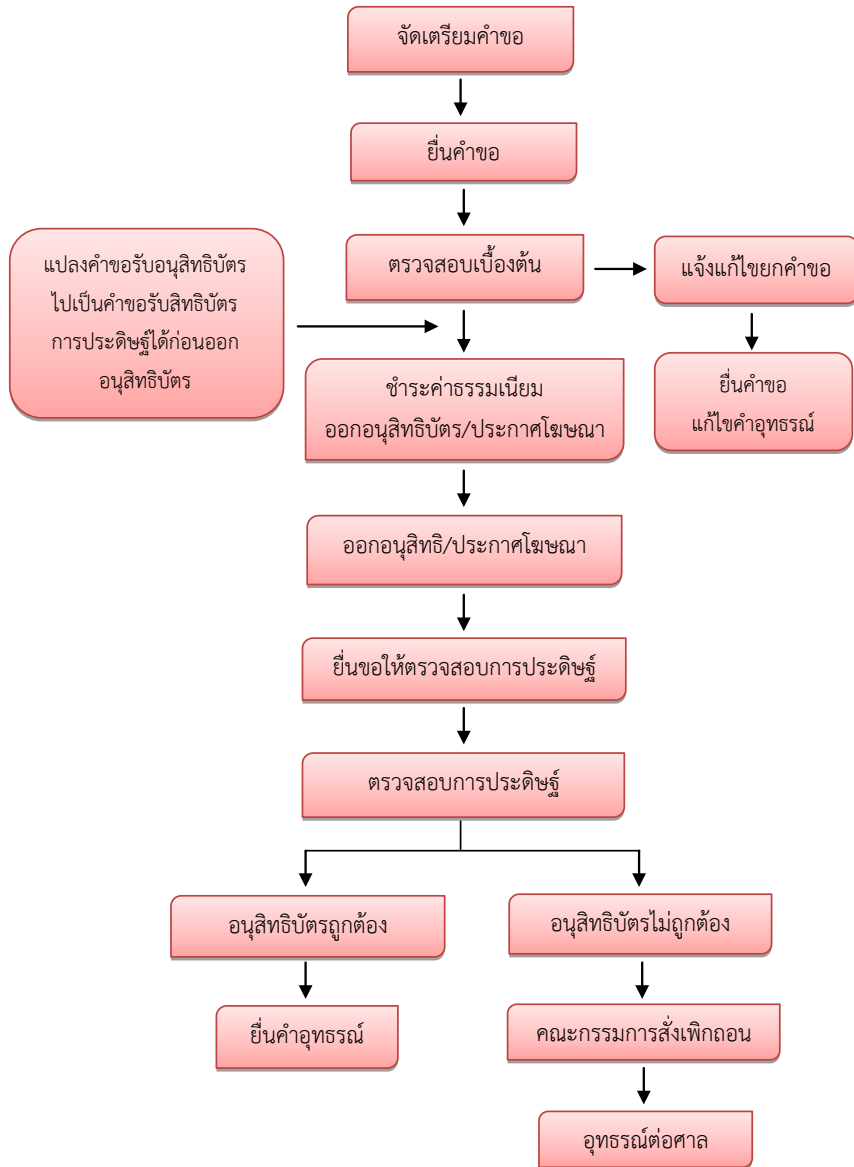 จัดเตรียมคำขอ
ยื่นคำขอ
ตรวจสอบเบื้องต้น
แจ้งแก้ไขยกคำขอ
แปลงคำขอรับอนุสิทธิบัตร
ไปเป็นคำขอรับสิทธิบัตร
การประดิษฐ์ได้ก่อนออก
อนุสิทธิบัตร
ยื่นคำขอ
แก้ไขคำอุทธรณ์
ชำระค่าธรรมเนียม
ออกอนุสิทธิบัตร/ประกาศโฆษณา
ออกอนุสิทธิ/ประกาศโฆษณา
ยื่นขอให้ตรวจสอบการประดิษฐ์
ตรวจสอบการประดิษฐ์
อนุสิทธิบัตรถูกต้อง
อนุสิทธิบัตรไม่ถูกต้อง
ยื่นคำอุทธรณ์
คณะกรรมการสั่งเพิกถอน
อุทธรณ์ต่อศาล